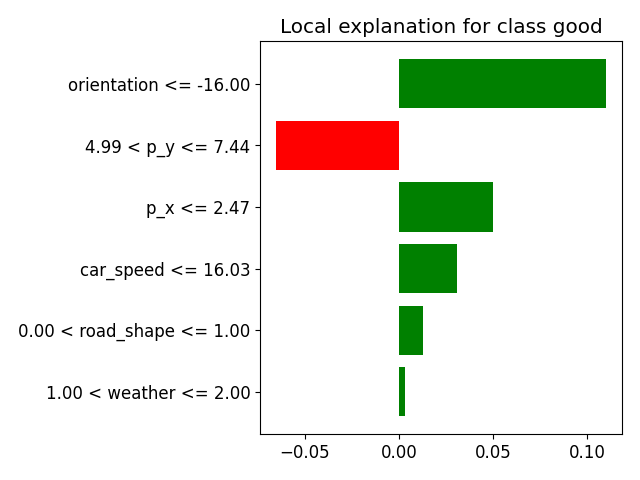 Local explanation for class good
orientation <= -16.00
4.99 < p_y <= 7.44
p_x <= 2.47
car_speed <= 16.03
0.00 < road_shape <= 1.00
1.00 < weather <= 2.00
−0.05 0.00 0.05 0.10